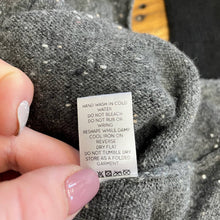 HAND WASH IN COLD
WATER
DO NOT BLEACH
DO NOT RUB OR
WRING
RESHAPE WHILE DAMP
COOL IRON ON
REVERSE
DRY FLAT
DO NOT TUMBLE DRY
STORE AS A FOLDED
GARMENT